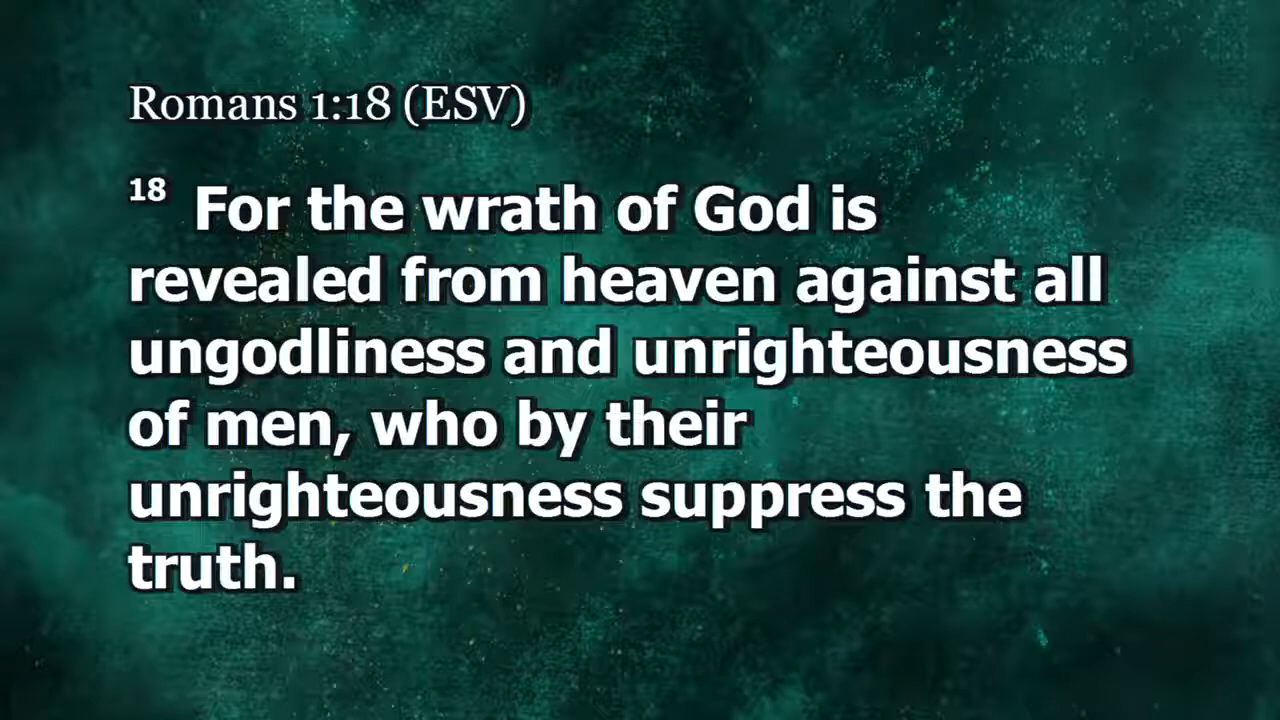 Romans 1:18 (ESV)
18 For the wrath of God is
revealed from heaven against all
ungodliness and unrighteousness
of men, who by their
unrighteousness suppress the
truth.